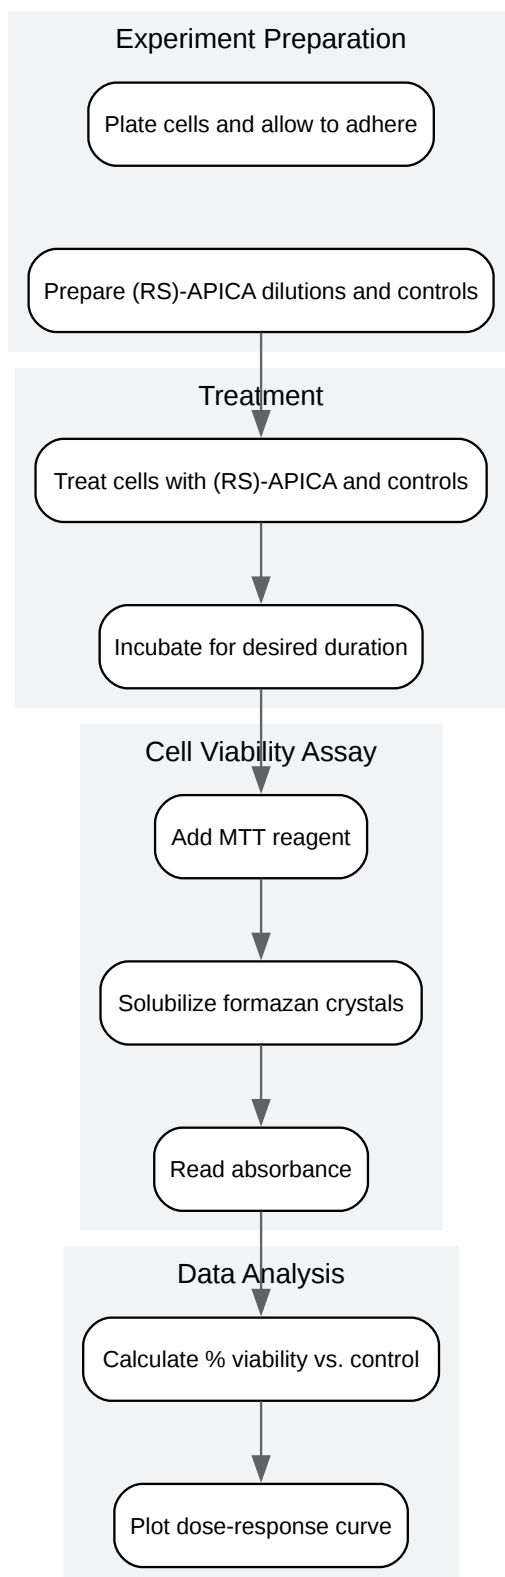 Experiment Preparation
Plate cells and allow to adhere
Prepare (RS)-APICA dilutions and controls
Treatment
Treat cells with (RS)-APICA and controls
Incubate for desired duration
Cell Viability Assay
Add MTT reagent
Solubilize formazan crystals
Read absorbance
Data Analysis
Calculate % viability vs. control
Plot dose-response curve